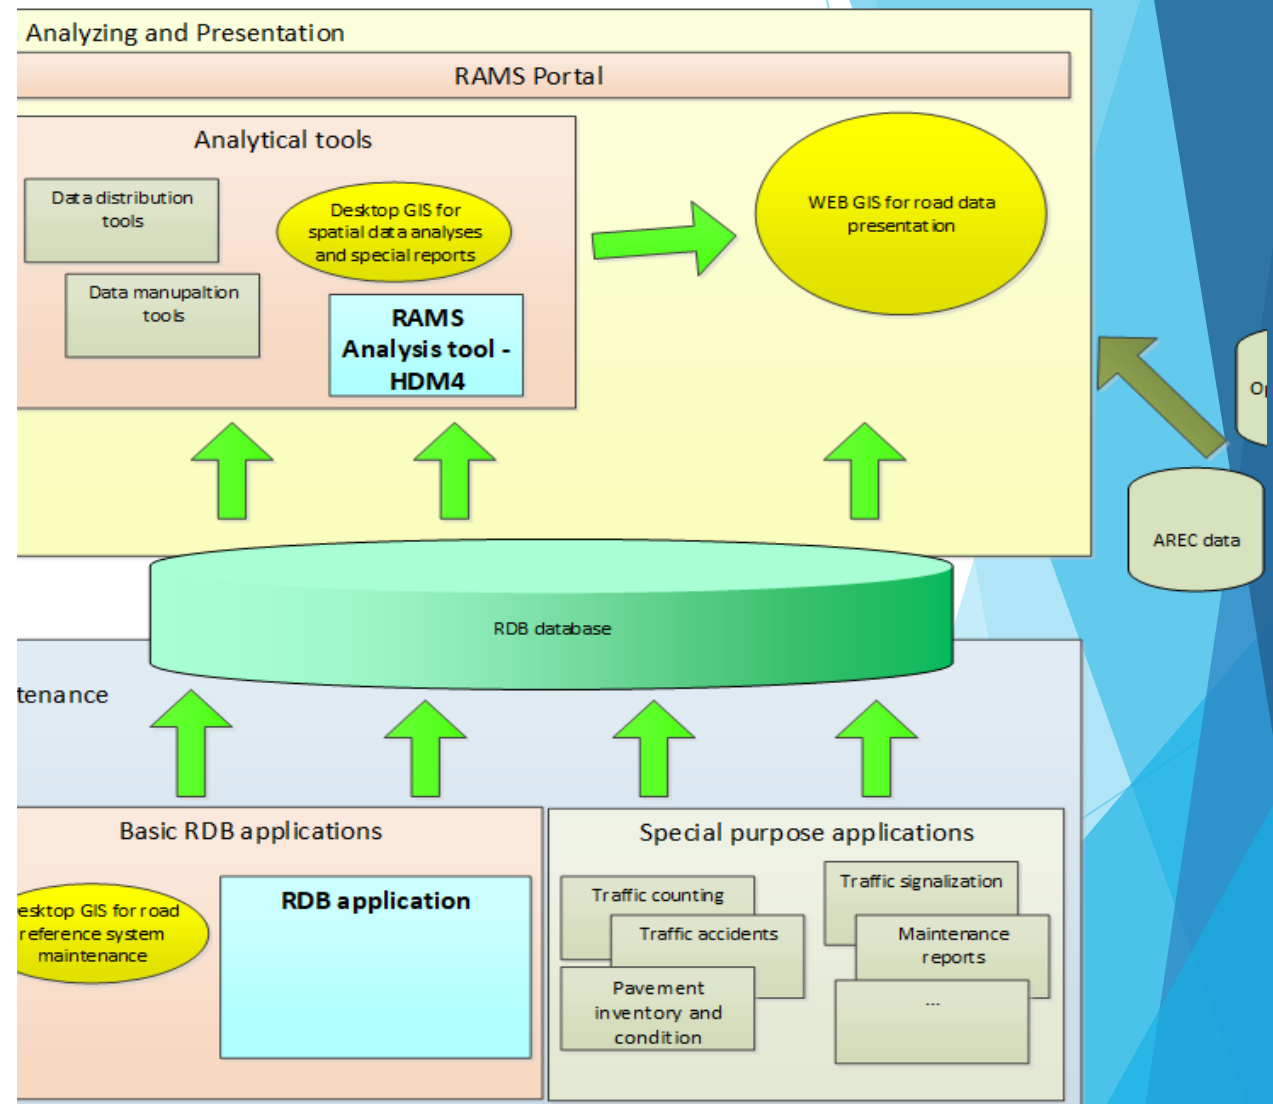 Analyzing and Presentation
RAMS Portal
Analytical tools
Data distribution
tools
Desktop GIS for
spatial data analyses
and special reports
WEB GIS for road data
presentation
Data manupaltion
tools
RAMS
Analysis tool -
HDM4
AREC data
RDB database
tenance
Basic RDB applications
Special purpose applications
esktop GIS for road
reference system
maintenance
RDB application
Traffic counting
Traffic accidents
Pavement
inventory and
condition
Traffic signalization
Maintenance
reports
...